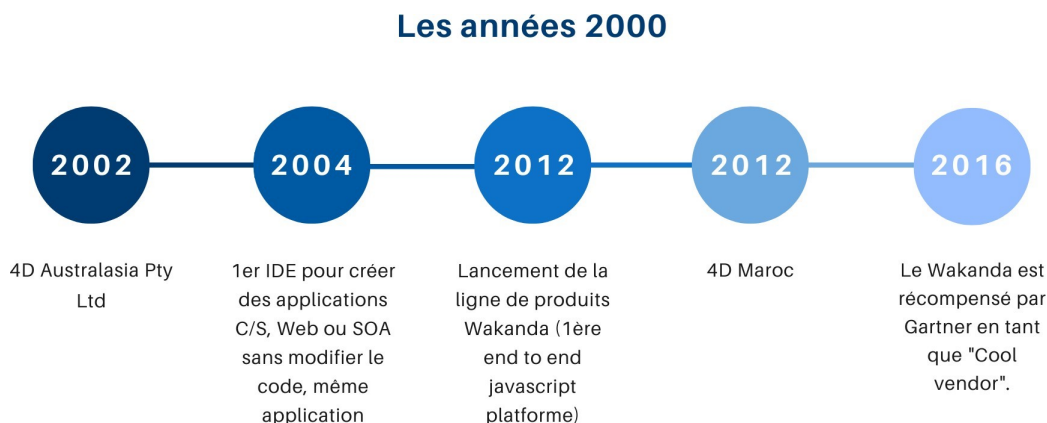 Les années 2000
2002
2004
2012
2012
2016
4D Australasia Pty
Ltd
1er IDE pour créer
des applications
C/S, Web ou SOA
sans modifier le
code, même
application
Lancement de la
ligne de produits
Wakanda (1ère
end to end
javascript
platforme)
4D Maroc
Le Wakanda est
récompensé par
Gartner en tant
que "Cool
vendor".